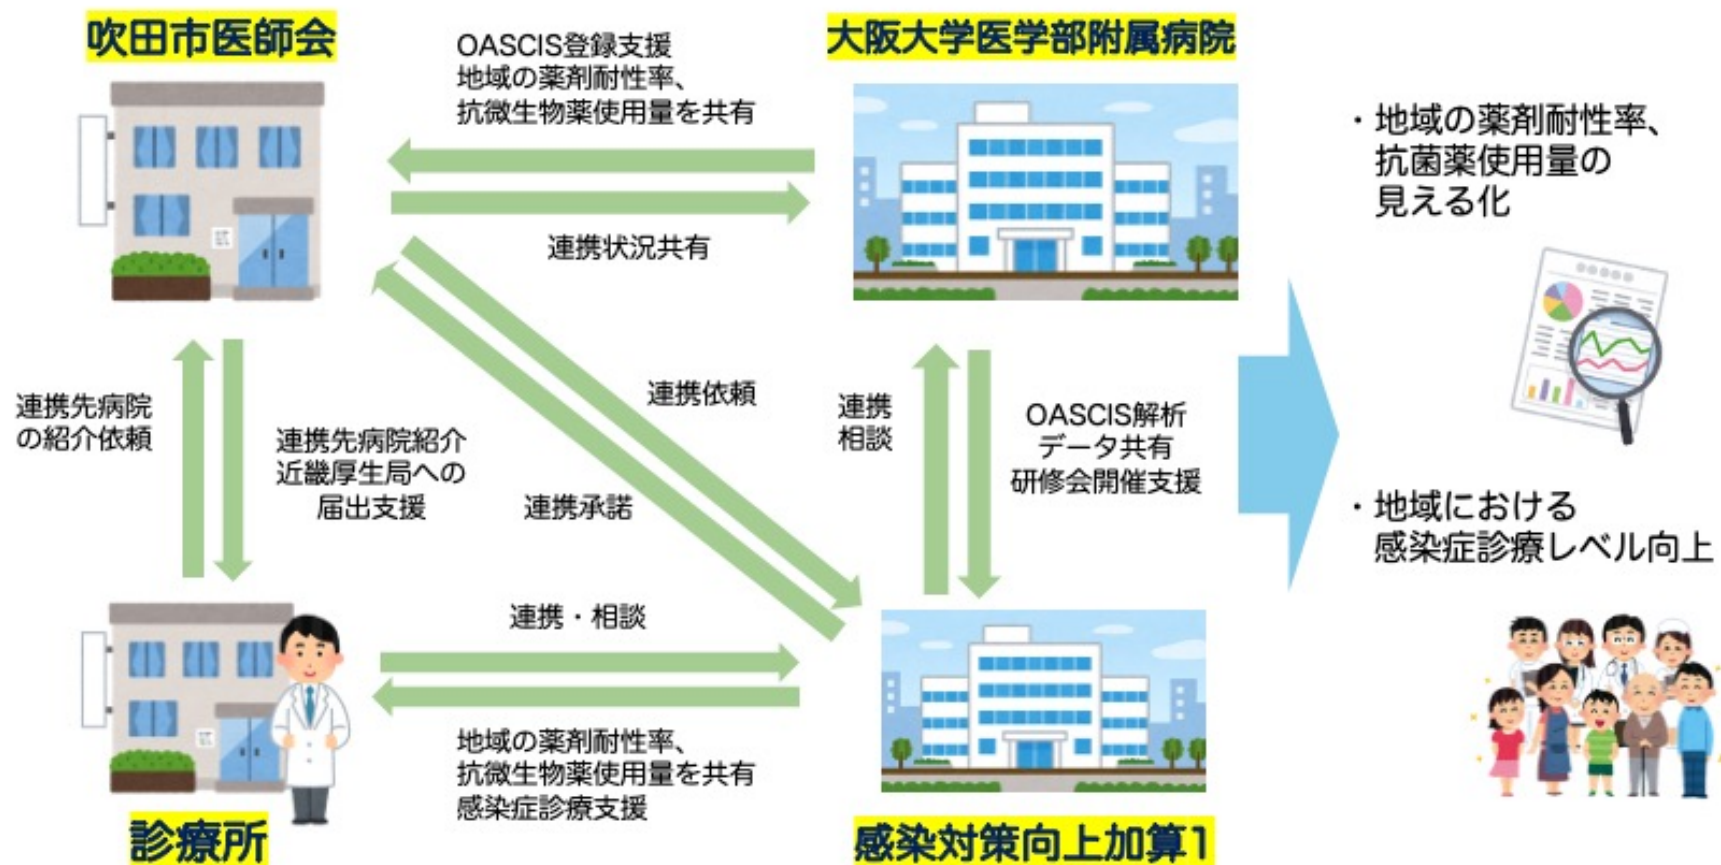 吹田市医師会
OASCIS登録支援
地域の薬剤耐性率、
抗微生物薬使用量を共有
大阪大学医学部附属病院
連携状況共有
連携先病院
の紹介依頼
連携先病院紹介
近畿厚生局への
届出支援
連携依頼
連携承諾
連携
相談
OASCIS解析
データ共有
研修会開催支援
連携・相談
地域の薬剤耐性率、
抗微生物薬使用量を共有
感染症診療支援
診療所
感染対策向上加算1
・地域の薬剤耐性率、
抗菌薬使用量の
見える化
・地域における
感染症診療レベル向上